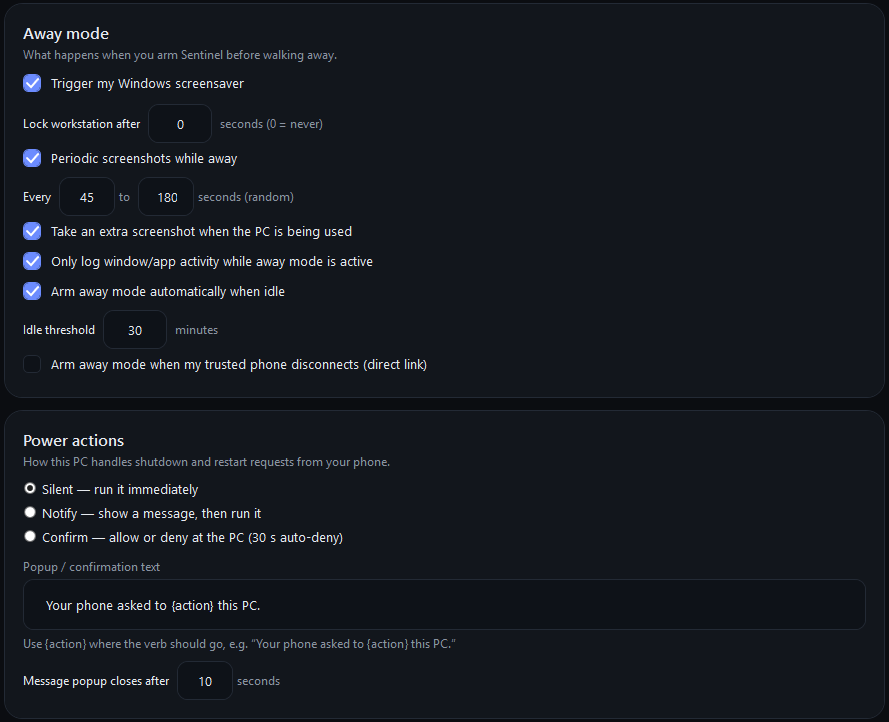 Away mode
What happens when you arm Sentinel before walking away.
Trigger my Windows screensaver
Lock workstation after 0 seconds (0 = never)
Periodic screenshots while away
Every 45 to 180 seconds (random)
Take an extra screenshot when the PC is being used
Only log window/app activity while away mode is active
Arm away mode automatically when idle
Idle threshold 30 minutes
Arm away mode when my trusted phone disconnects (direct link)
Power actions
How this PC handles shutdown and restart requests from your phone.
Silent — run it immediately
Notify — show a message, then run it
Confirm — allow or deny at the PC (30 s auto-deny)
Popup / confirmation text
Your phone asked to {action} this PC.
Use {action} where the verb should go, e.g. "Your phone asked to {action} this PC."
Message popup closes after 10 seconds